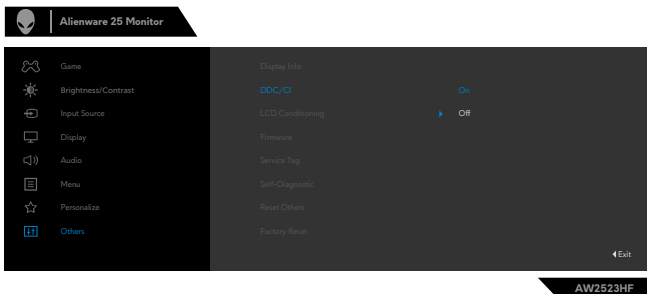 Alienware 25 Monitor
Game Display Info
Brightness/Contrast DDC/CI On
Input Source LCD Conditioning Off
Display Firmware
Audio Service Tag
Menu Self-Diagnostic
Personalize Reset Others
Others Factory Reset
Exit
AW2523HF